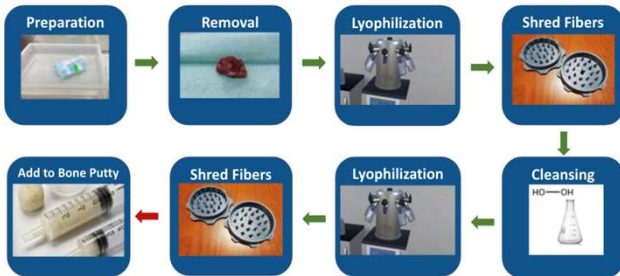 Preparation
Removal
Lyophilization
Shred Fibers
Cleansing
HO—OH
Lyophilization
Shred Fibers
Add to Bone Putty